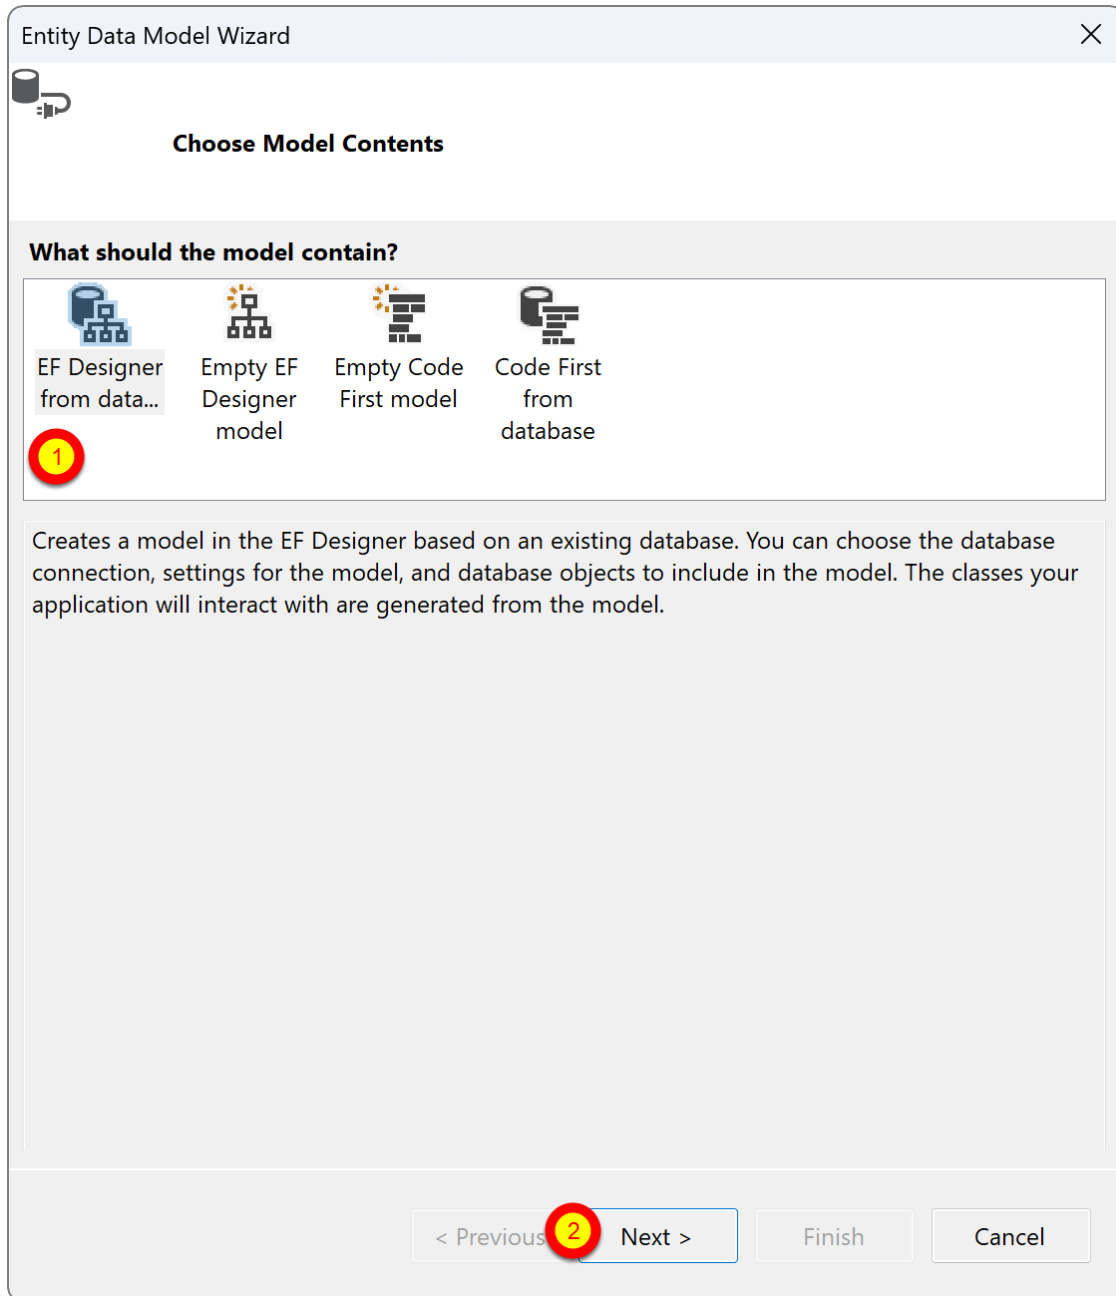 Entity Data Model Wizard
Choose Model Contents
What should the model contain?
EF Designer
from data...
Empty EF
Designer
model
Empty Code
First model
Code First
from
database
1
Creates a model in the EF Designer based on an existing database. You can choose the database
connection, settings for the model, and database objects to include in the model. The classes your
application will interact with are generated from the model.
< Previous
2
Next >
Finish
Cancel